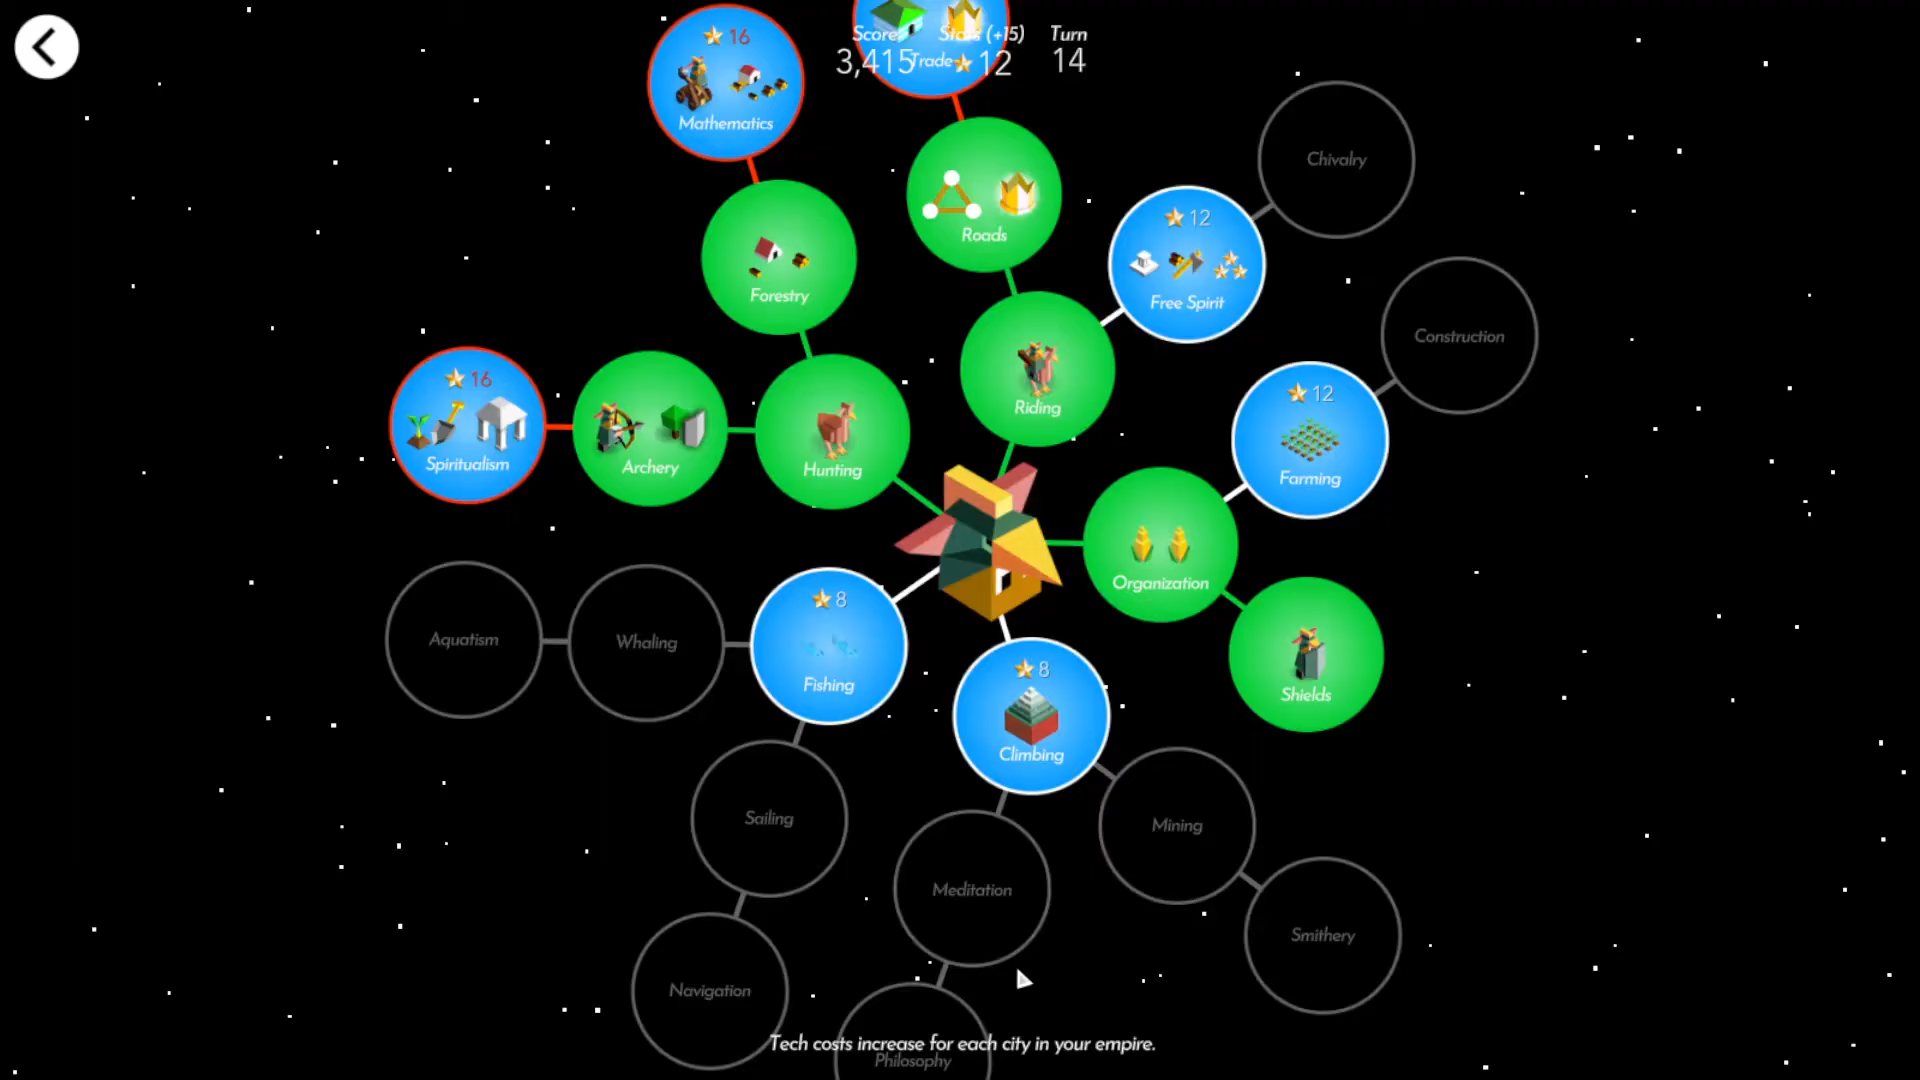 Score
Stars (+15)
Turn
3,415
12
14
Trade
16
Mathematics
Chivalry
Roads
12
Free Spirit
Forestry
Construction
16
Spiritualism
Archery
Hunting
Riding
12
Farming
Organization
Aquatism
Whaling
8
Fishing
8
Climbing
Shields
Sailing
Mining
Meditation
Smithery
Navigation
Tech costs increase for each city in your empire.
Philosophy